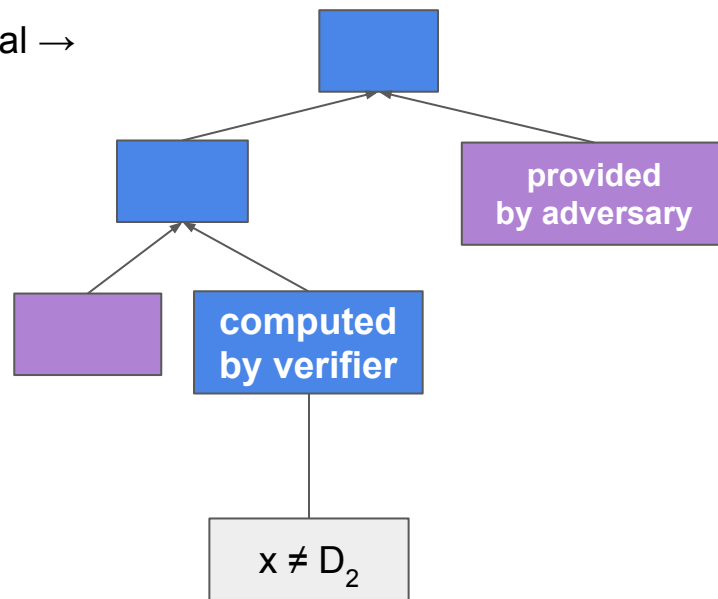 al →
provided
by adversary
computed
by verifier
x ≠ D₂